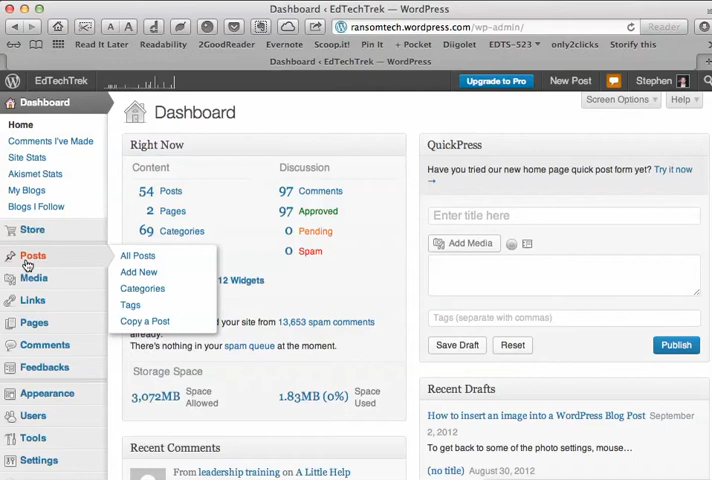 Dashboard ‹ EdTechTrek — WordPress
ransomtech.wordpress.com/wp-admin/
Reader
Read It Later
Readability
2GoodReader
Evernote
Scoop.it!
Pin It
+ Pocket
Diigolet
EDTS-523
only2clicks
Storify this
Dashboard ‹ EdTechTrek — WordPress
EdTechTrek
Upgrade to Pro
New Post
Stephen
Dashboard
Home
Comments I've Made
Site Stats
Akismet Stats
My Blogs
Blogs I Follow
Store
Posts
Media
Links
Pages
Comments
Feedbacks
Appearance
Users
Tools
Settings
All Posts
Add New
Categories
Tags
Copy a Post
Screen Options
Help
Dashboard
Right Now
Content
Discussion
54 Posts
97 Comments
2 Pages
97 Approved
69 Categories
0 Pending
0 Spam
12 Widgets
your site from 13,653 spam comments
already.
There's nothing in your spam queue at the moment.
Storage Space
3,072MB Space Allowed
1.83MB (0%) Space Used
Recent Comments
From leadership training on A Little Help
QuickPress
Have you tried our new home page quick post form yet? Try it now
→
Enter title here
Add Media
Tags (separate with commas)
Save Draft
Reset
Publish
Recent Drafts
How to insert an image into a WordPress Blog Post September
2, 2012
To get back to some of the photo settings, mouse…
(no title) August 30, 2012